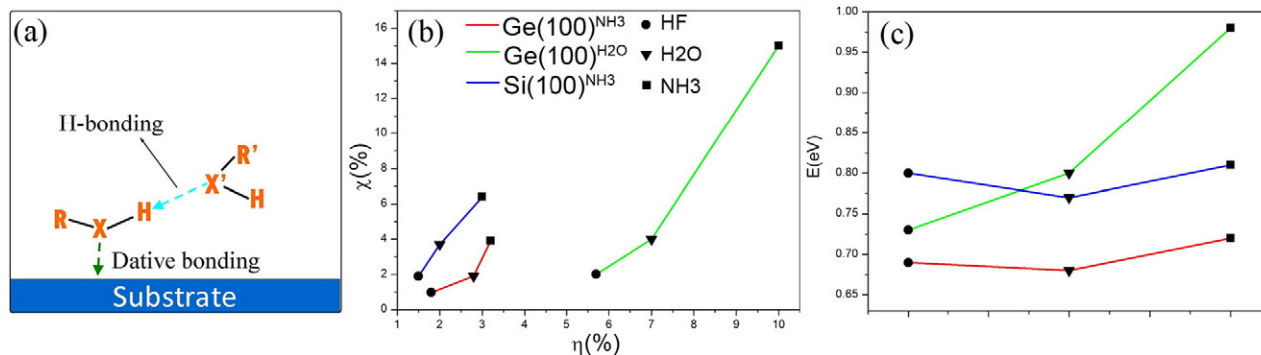 (a)
H-bonding
R'
X'
H
H
R
X
Dative bonding
Substrate
(b)
Ge(100)^NH3
Ge(100)^H2O
Si(100)^NH3
HF
H2O
NH3
χ(%)
16
14
12
10
8
6
4
2
0
1 2 3 4 5 6 7 8 9 10
η(%)
(c)
E(eV)
1.00
0.95
0.90
0.85
0.80
0.75
0.70
0.65